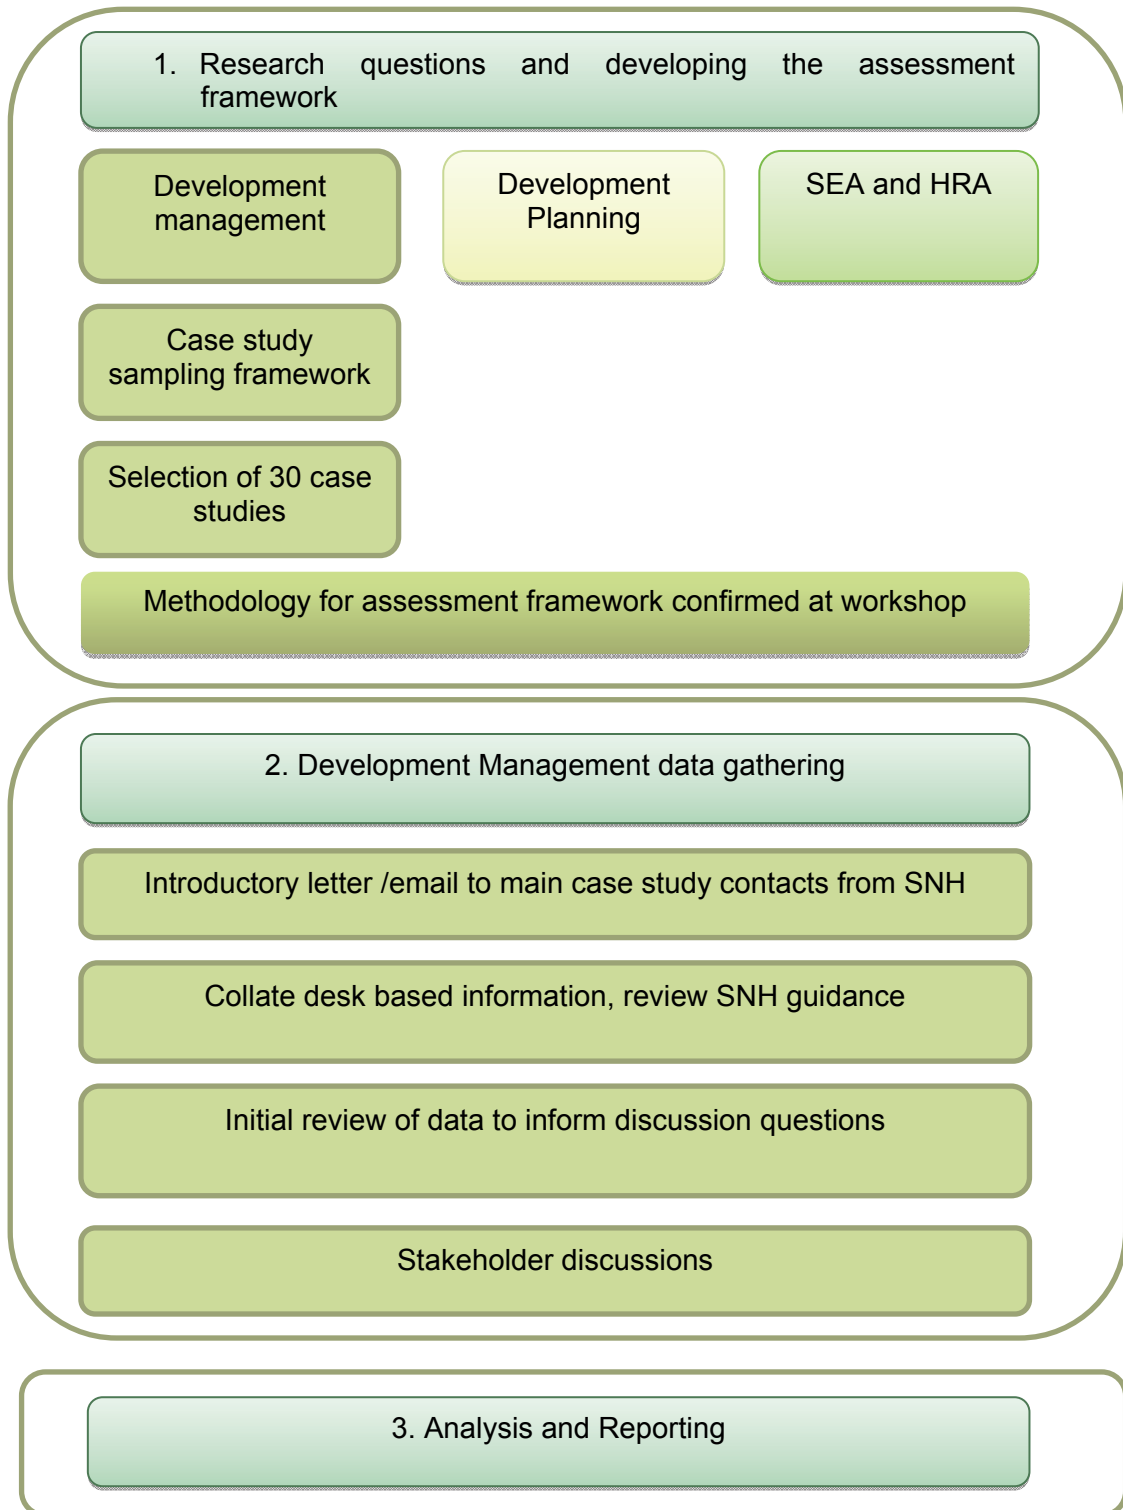 1. Research questions and developing the assessment
framework
Development
management
Development
Planning
SEA and HRA
Case study
sampling framework
Selection of 30 case
studies
Methodology for assessment framework confirmed at workshop
2. Development Management data gathering
Introductory letter /email to main case study contacts from SNH
Collate desk based information, review SNH guidance
Initial review of data to inform discussion questions
Stakeholder discussions
3. Analysis and Reporting